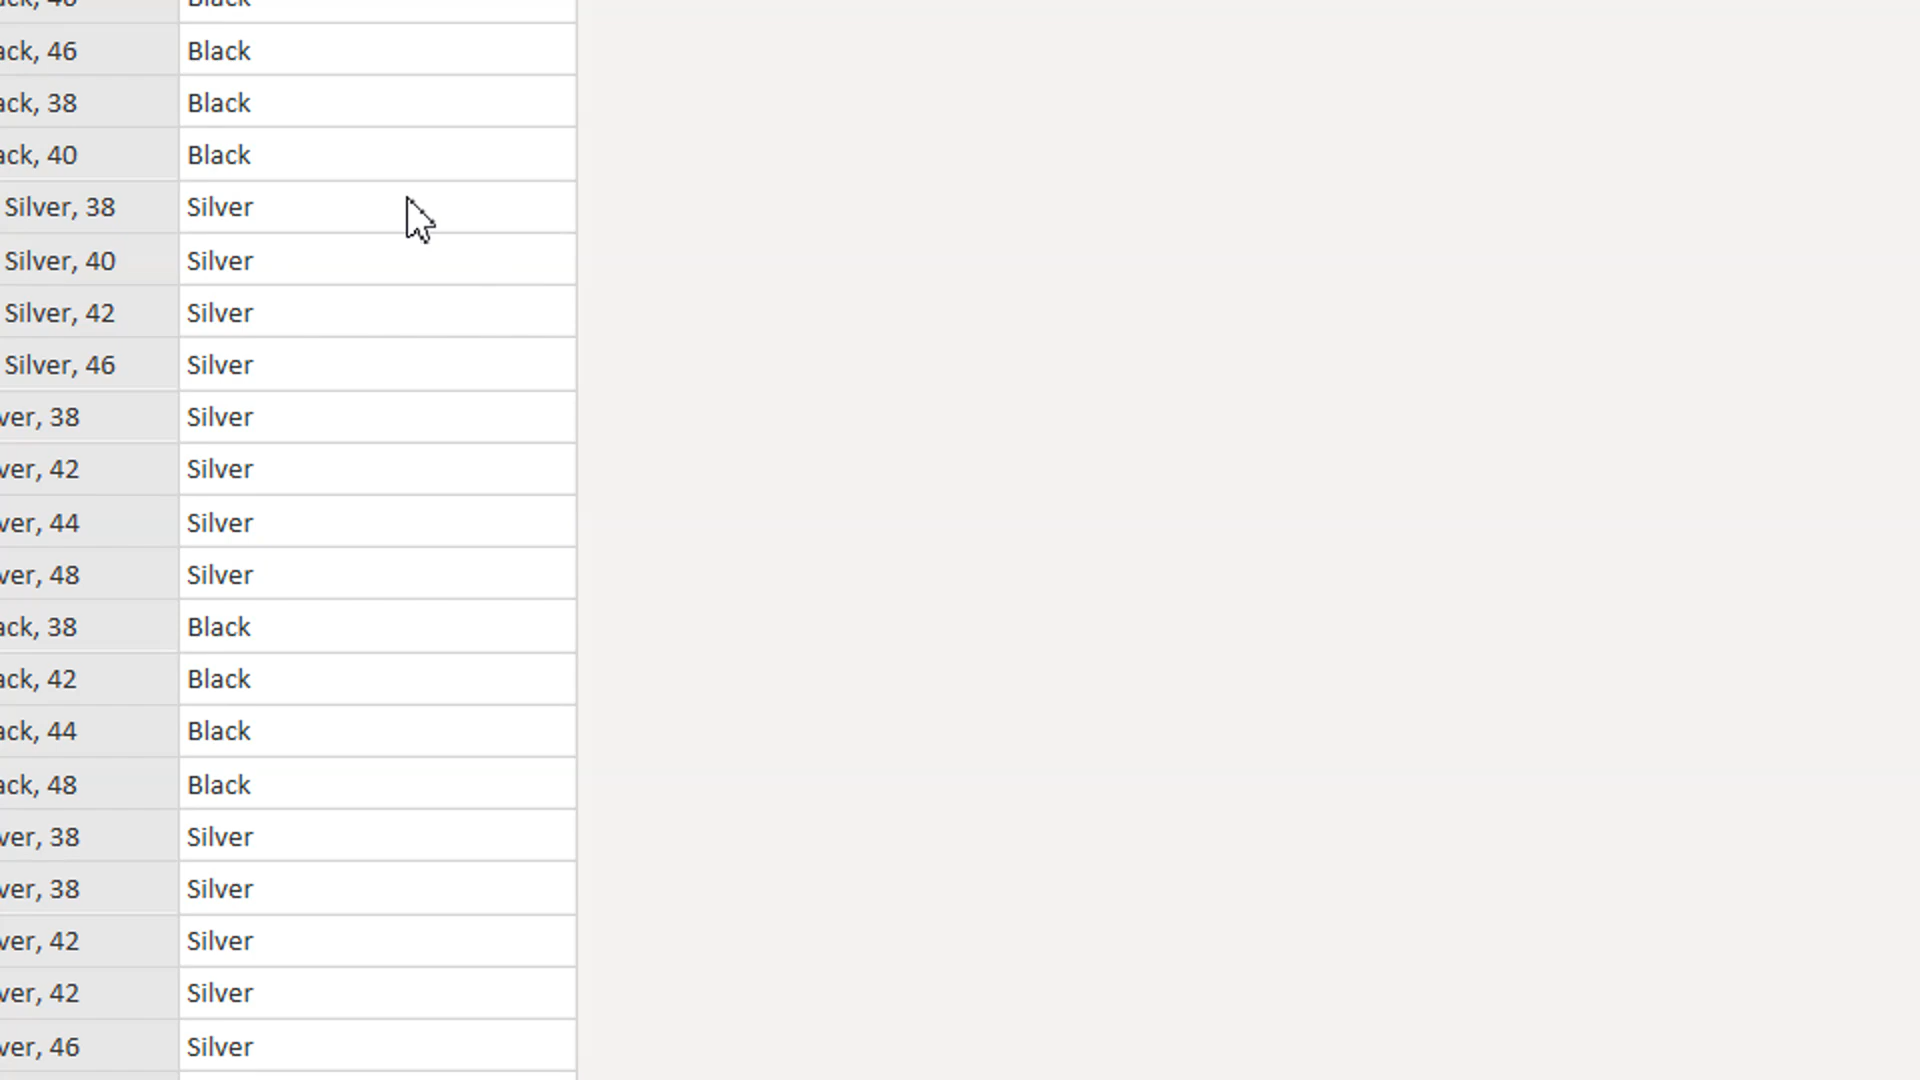 Black
ack, 46 Black
ack, 38 Black
ack, 40 Black
Silver, 38 Silver
Silver, 40 Silver
Silver, 42 Silver
Silver, 46 Silver
ver, 38 Silver
ver, 42 Silver
ver, 44 Silver
ver, 48 Silver
ack, 38 Black
ack, 42 Black
ack, 44 Black
ack, 48 Black
ver, 38 Silver
ver, 38 Silver
ver, 42 Silver
ver, 42 Silver
ver, 46 Silver